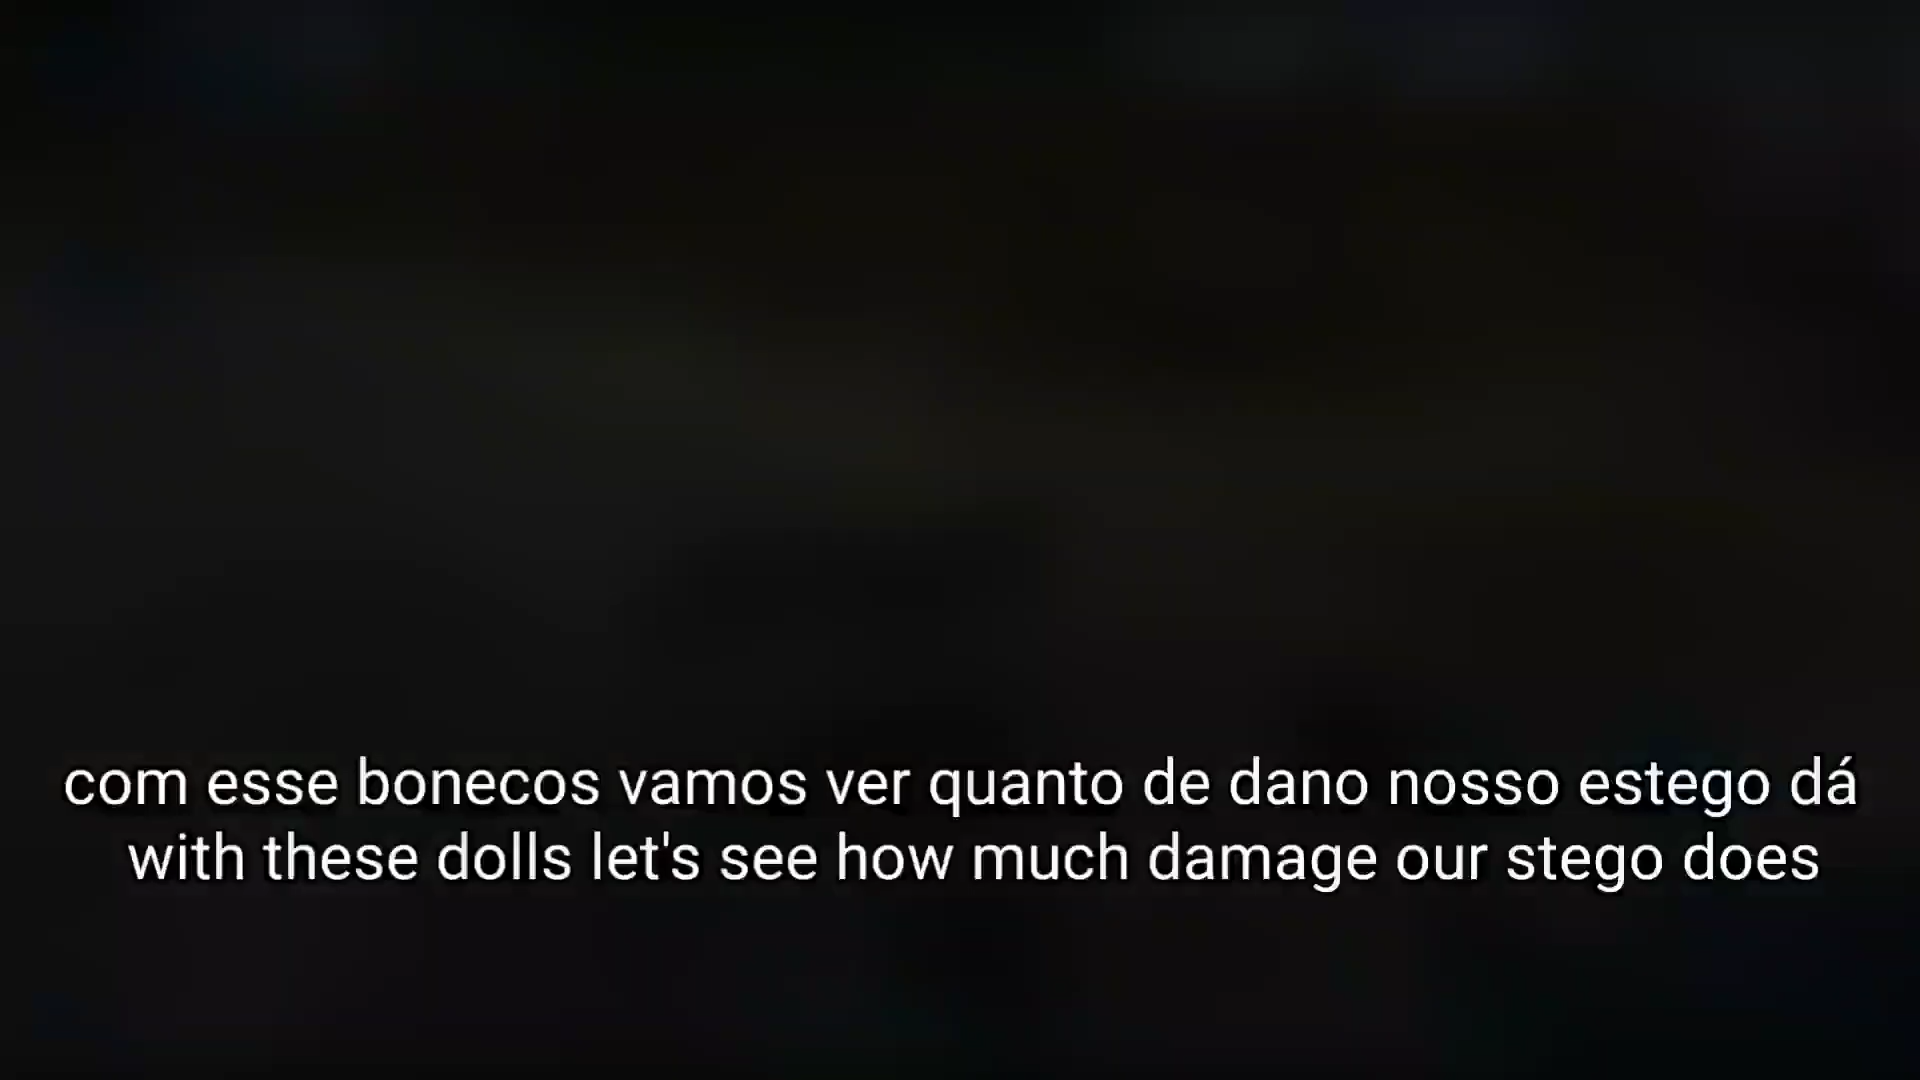 com esse bonecos vamos ver quanto de dano nosso estego dá
with these dolls let's see how much damage our stego does